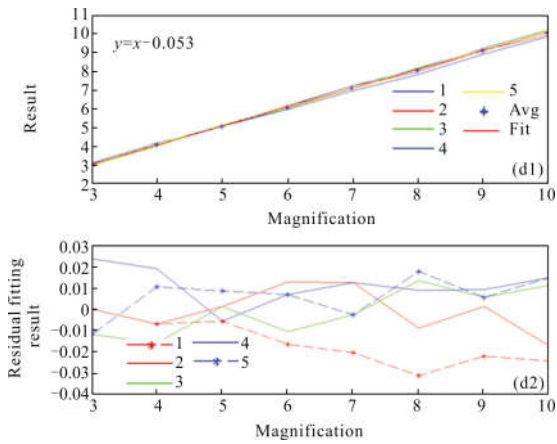 11
10
9
8
7
6
5
4
3
2
Result
y=x−0.053
1
2
3
4
5
Avg
Fit
(d1)
3 4 5 6 7 8 9 10
Magnification
0.03
0.02
0.01
0
−0.01
−0.02
−0.03
−0.04
Residual fitting
result
1
2
3
4
5
(d2)
3 4 5 6 7 8 9 10
Magnification